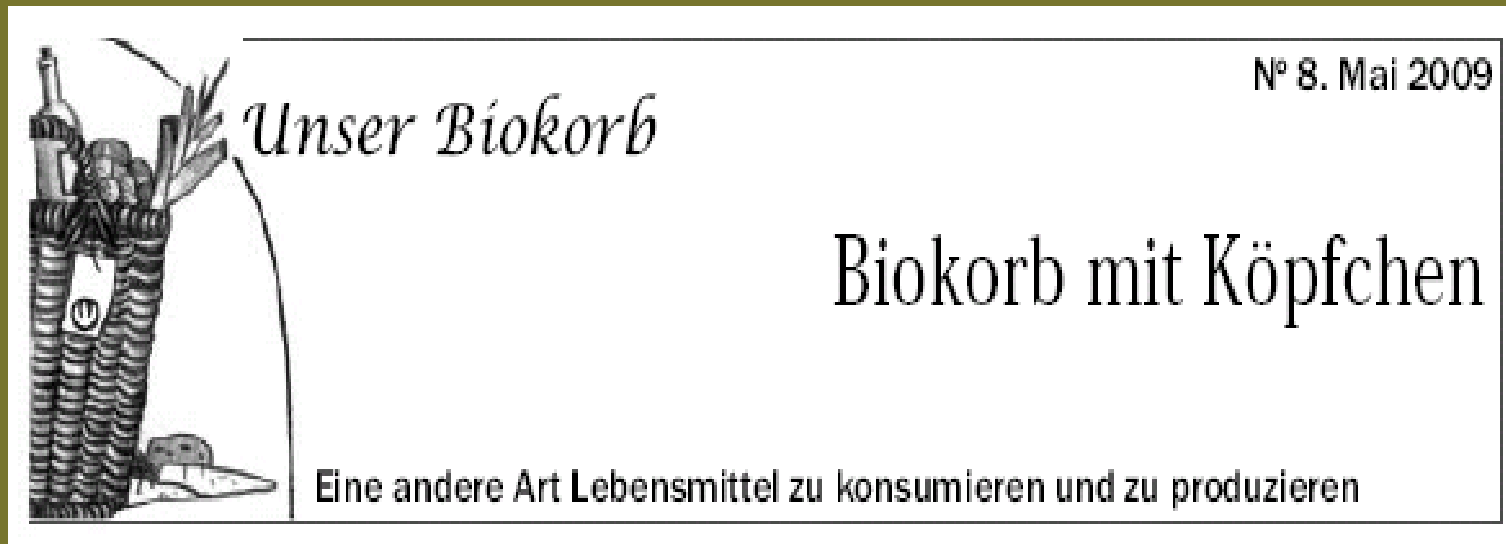 Nº 8. Mai 2009
Unser Biokorb
Biokorb mit Köpfchen
Eine andere Art Lebensmittel zu konsumieren und zu produzieren